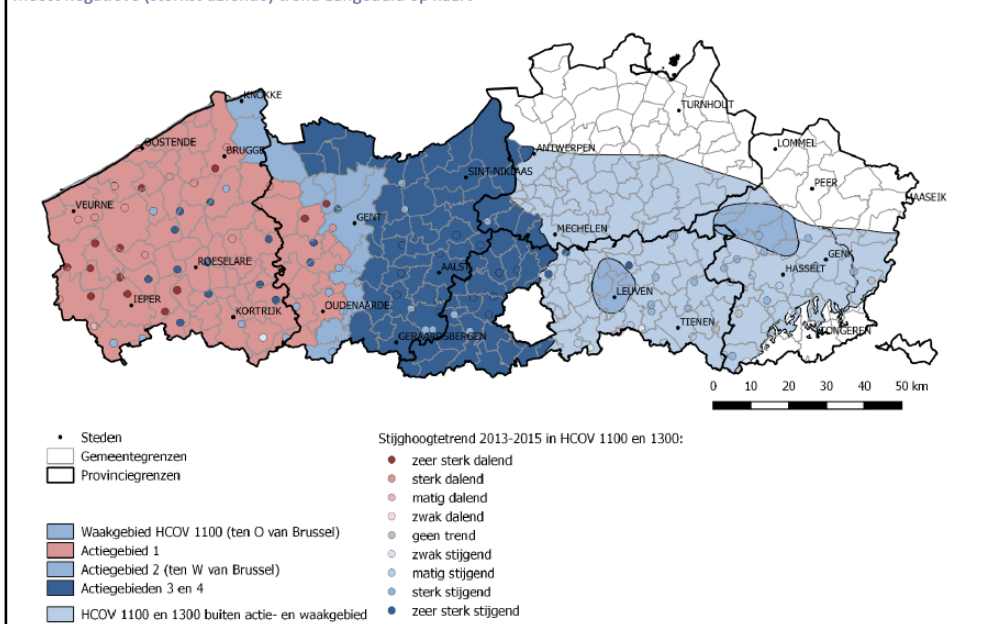 KNOKKE
OOSTENDE
BRUGGE
VEURNE
ROESELARE
IEPER
KORTRIJK
GENT
OUDENAARDE
SINT-NIKLAAS
AALST
GERAARDSBERGEN
ANTWERPEN
MECHELEN
LEUVEN
TIENEN
TURNHOUT
LOMMEL
PEER
MAASEIK
GENK
HASSELT
TONGEREN
0 10 20 30 40 50 km
Steden
Gemeentegrenzen
Provinciegrenzen
Waakgebied HCOV 1100 (ten O van Brussel)
Actiegebied 1
Actiegebied 2 (ten W van Brussel)
Actiegebieden 3 en 4
HCOV 1100 en 1300 buiten actie- en waakgebied
Stijghoogtetrend 2013-2015 in HCOV 1100 en 1300:
zeer sterk dalend
sterk dalend
matig dalend
zwak dalend
geen trend
zwak stijgend
matig stijgend
sterk stijgend
zeer sterk stijgend